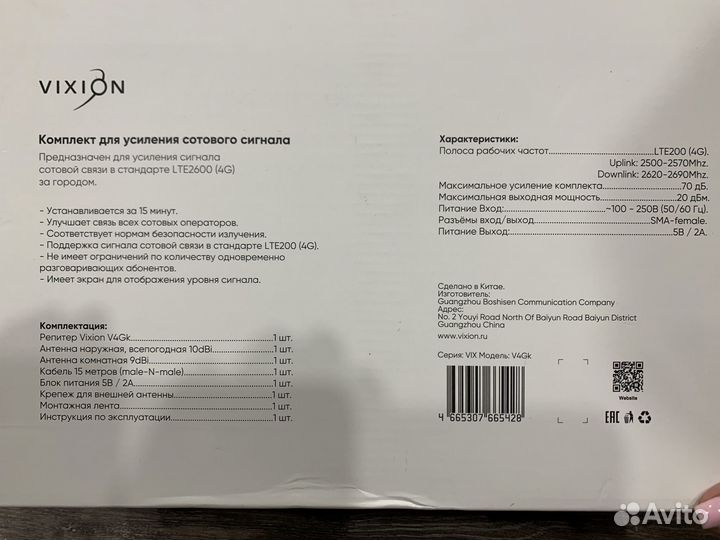 VIXION
Комплект для усиления сотового сигнала
Предназначен для усиления сигнала
сотовой связи в стандарте LTE2600 (4G)
за городом.
- Устанавливается за 15 минут.
- Улучшает связь всех сотовых операторов.
- Соответствует нормам безопасности излучения.
- Поддержка сигнала сотовой связи в стандарте LTE200 (4G).
- Не имеет ограничений по количеству одновременно
разговаривающих абонентов.
- Имеет экран для отображения уровня сигнала.
Комплектация:
Репитер Vixion V4Gk 1 шт.
Антенна наружная, всепогодная 10dBi 1 шт.
Антенна комнатная 9dBi 1 шт.
Кабель 15 метров (male-N-male) 1 шт.
Блок питания 5В / 2А 1 шт.
Крепеж для внешней антенны 1 шт.
Монтажная лента 1 шт.
Инструкция по эксплуатации 1 шт.
Характеристики:
Полоса рабочих частот LTE200 (4G).
Uplink: 2500-2570Mhz.
Downlink: 2620-2690Mhz.
Максимальное усиление комплекта 70 дБ.
Максимальная выходная мощность 20 дБм.
Питание Вход: ~100 - 250В (50/60 Гц).
Разъёмы вход/выход SMA-female.
Питание Выход: 5В / 2А.
Сделано в Китае.
Изготовитель:
Guangzhou Boshisen Communication Company
Адрес:
No. 2 Youyi Road North Of Baiyun Road Baiyun District
Guangzhou China
www.vixion.ru
Серия: VIX Модель: V4Gk
4 665307 665428
Website
EAC
Avito